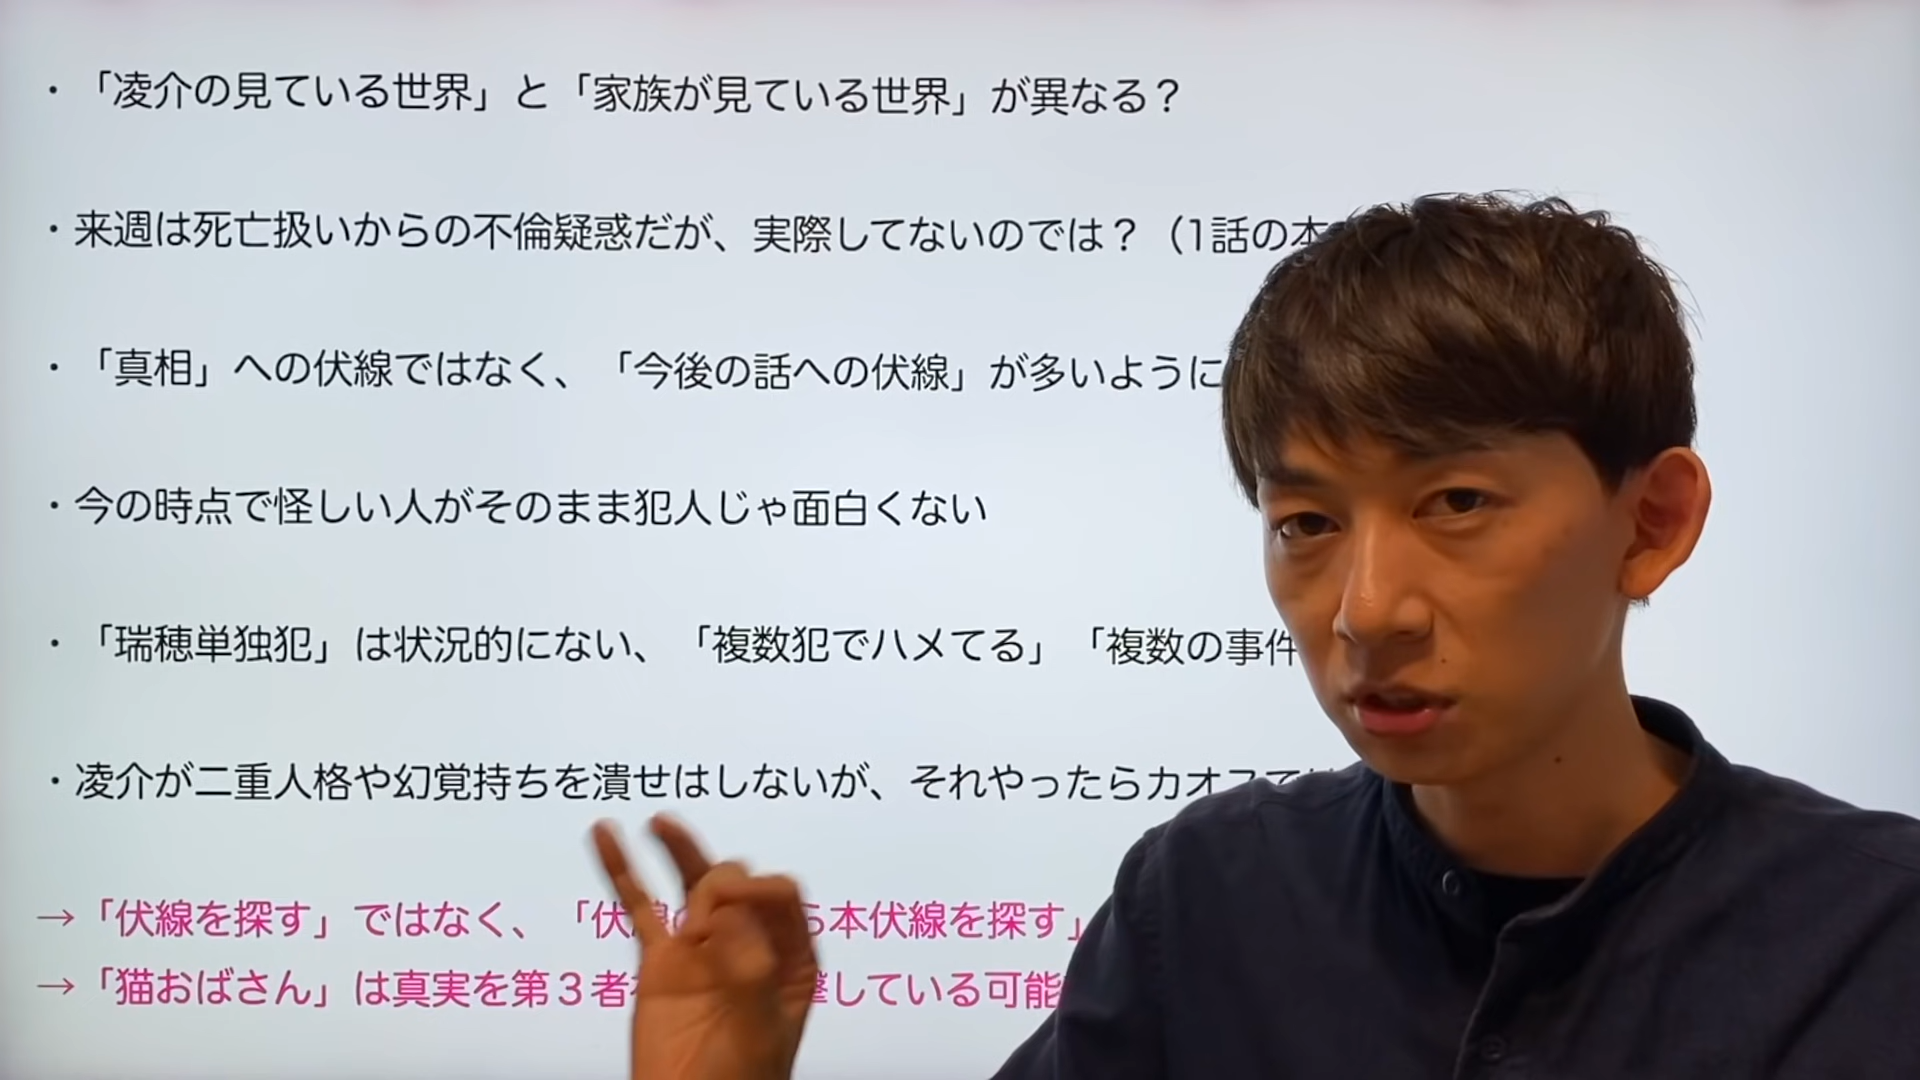 ・「凌介の見ている世界」と「家族が見ている世界」が異なる？
・来週は死亡扱いからの不倫疑惑だが、実際してないのでは？（1話の本
・「真相」への伏線ではなく、「今後の話への伏線」が多いように
・今の時点で怪しい人がそのまま犯人じゃ面白くない
・「瑞穂単独犯」は状況的にない、「複数犯でハメてる」「複数の事件
・凌介が二重人格や幻覚持ちを潰せはしないが、それやったらカオス
→「伏線を探す」ではなく、「伏線 ら本伏線を探す」
→「猫おばさん」は真実を第３者 撃している可能